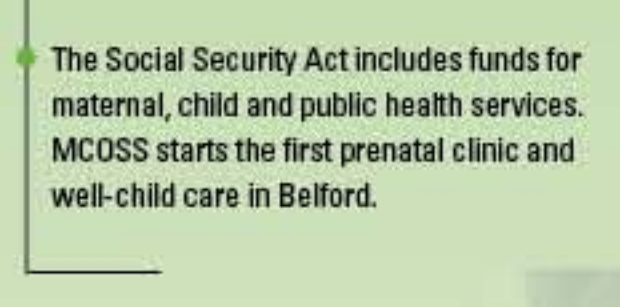 The Social Security Act includes funds for
maternal, child and public health services.
MCOSS starts the first prenatal clinic and
well-child care in Belford.